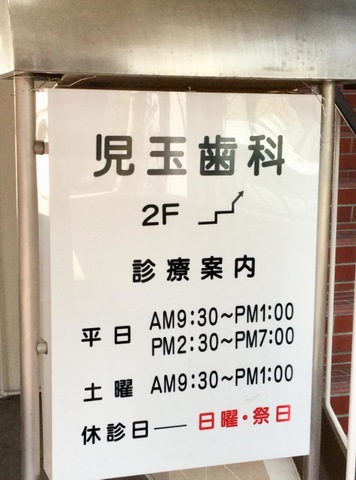 児玉歯科
2F
診療案内
平日 AM9:30～PM1:00
PM2:30～PM7:00
土曜 AM9:30～PM1:00
休診日― 日曜・祭日